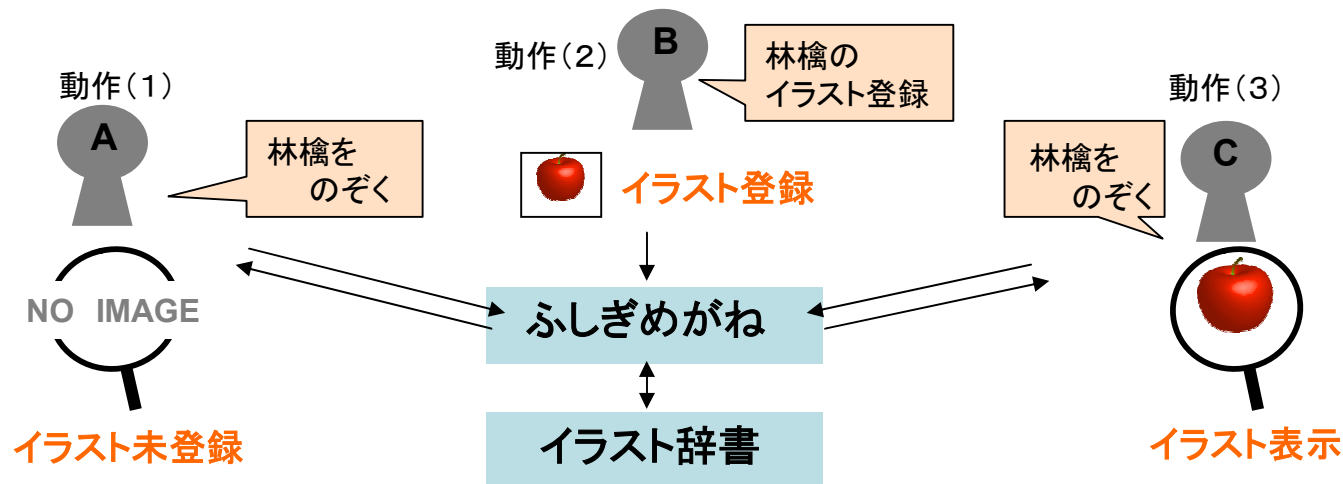 動作(1)
A
林檎を
のぞく
NO IMAGE
イラスト未登録
動作(2)
B
林檎の
イラスト登録
イラスト登録
ふしぎめがね
イラスト辞書
動作(3)
C
林檎を
のぞく
イラスト表示